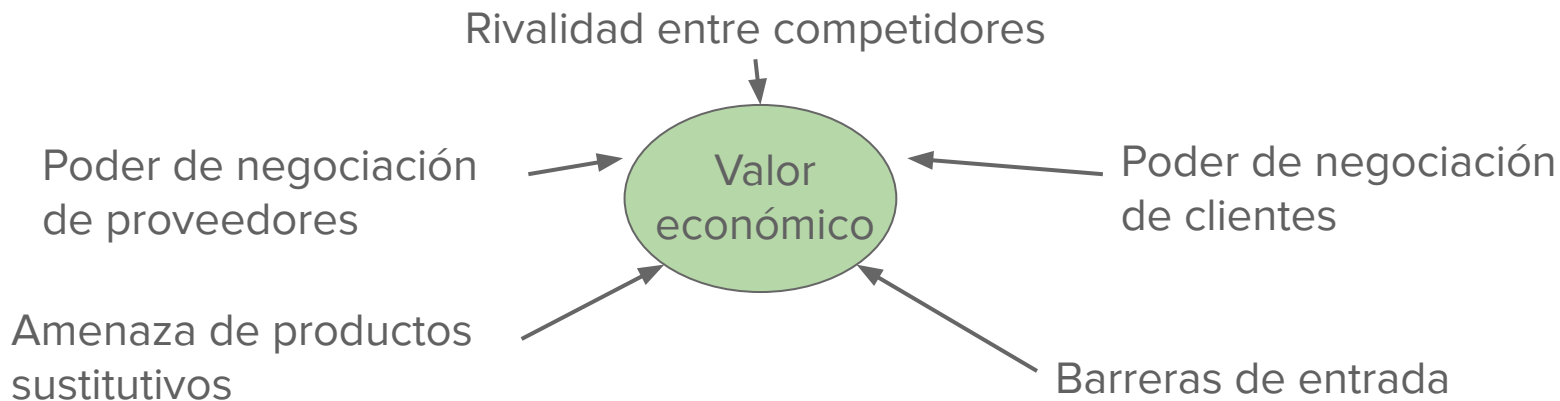 Rivalidad entre competidores
Poder de negociación
de proveedores
Valor
económico
Poder de negociación
de clientes
Amenaza de productos
sustitutivos
Barreras de entrada